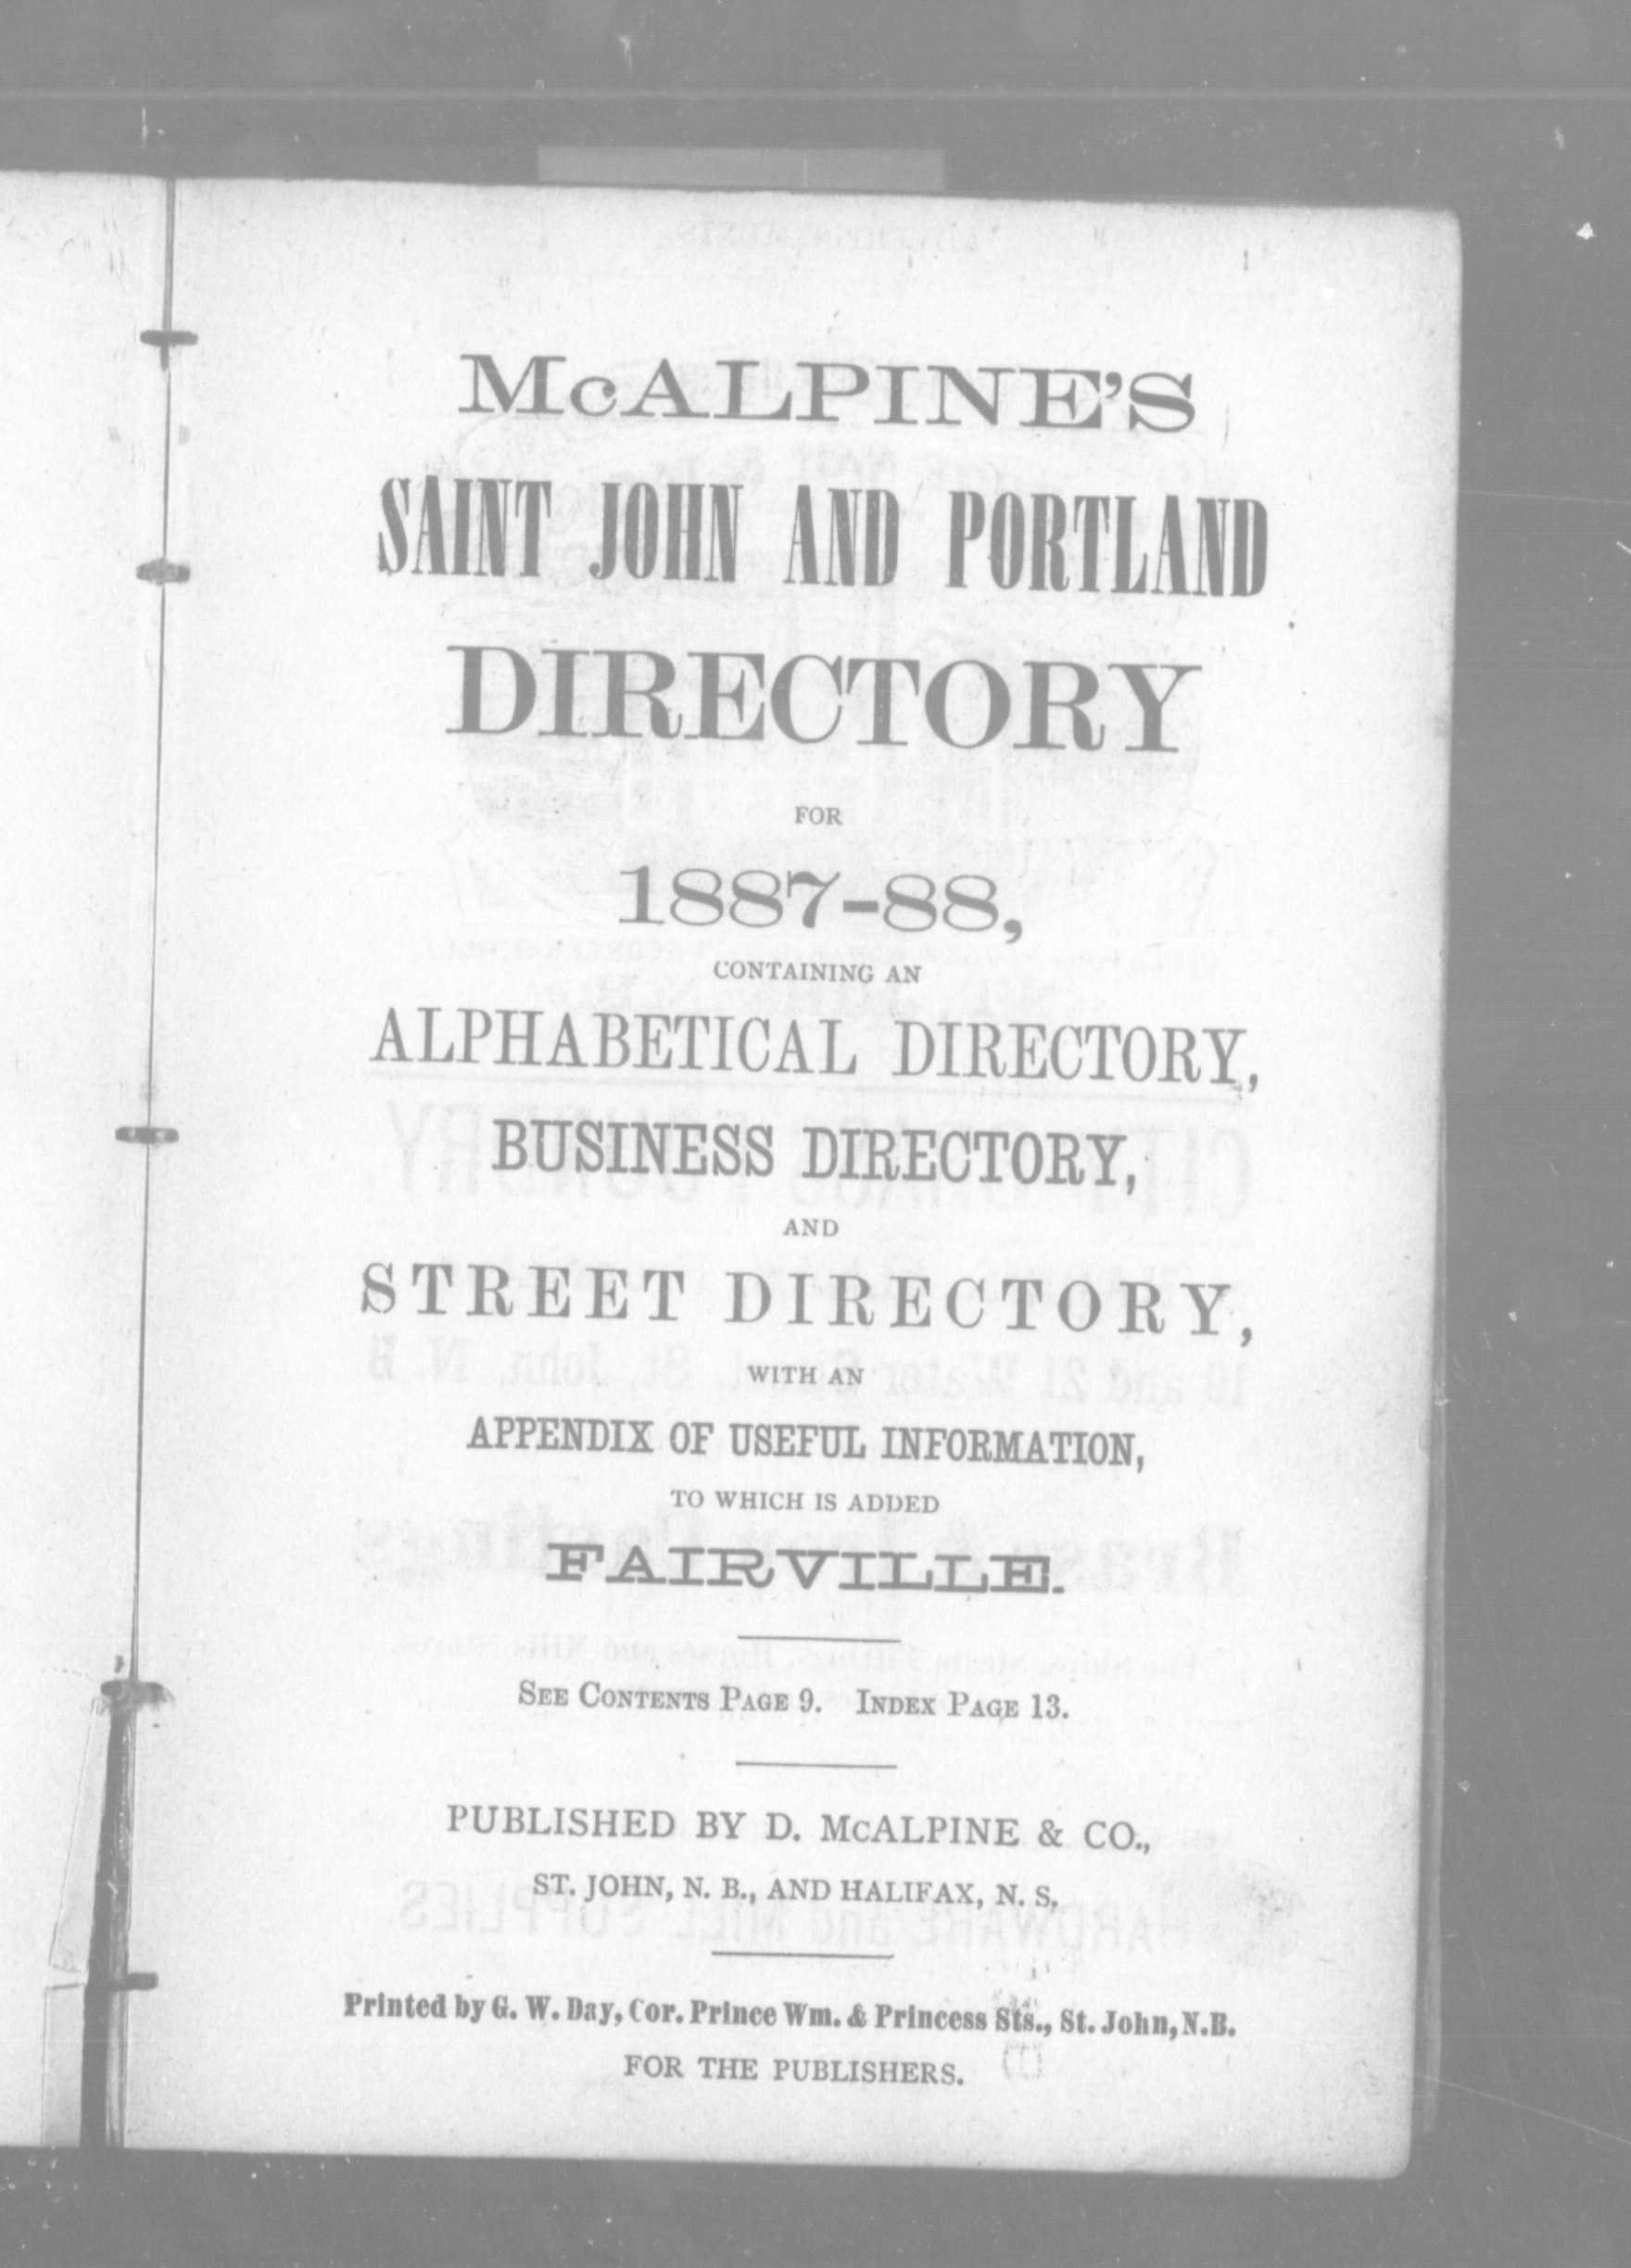 McALPINE'S
SAINT JOHN AND PORTLAND
DIRECTORY
FOR
1887-88,
CONTAINING AN
ALPHABETICAL DIRECTORY,
BUSINESS DIRECTORY,
AND
STREET DIRECTORY,
WITH AN
APPENDIX OF USEFUL INFORMATION,
TO WHICH IS ADDED
FAIRVILLE.
SEE CONTENTS PAGE 9. INDEX PAGE 13.
PUBLISHED BY D. McALPINE & CO.,
ST. JOHN, N. B., AND HALIFAX, N. S.
Printed by G. W. Day, Cor. Prince Wm. & Princess Sts., St. John, N.B.
FOR THE PUBLISHERS.